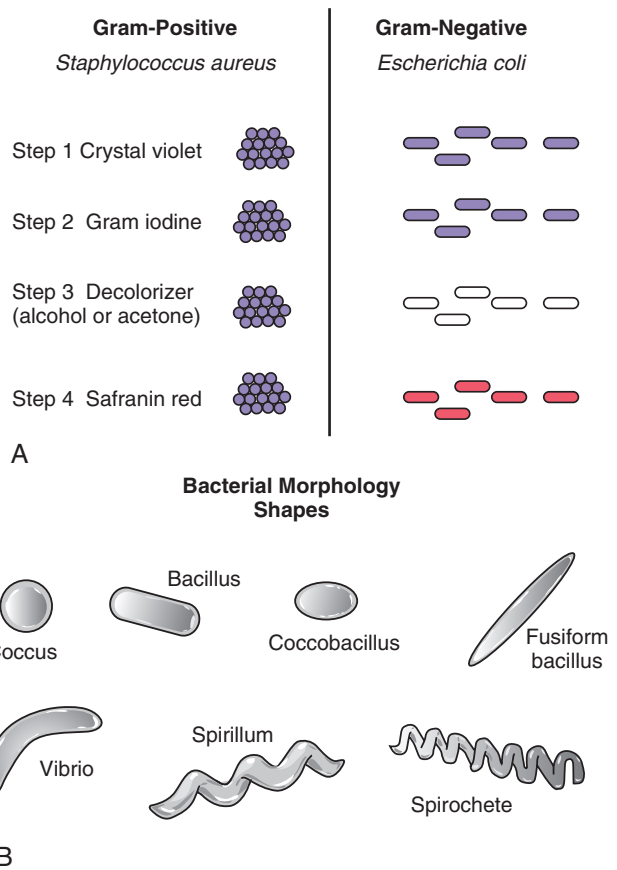 Gram-Positive
Staphylococcus aureus
Gram-Negative
Escherichia coli
Step 1 Crystal violet
Step 2 Gram iodine
Step 3 Decolorizer
(alcohol or acetone)
Step 4 Safranin red
A
Bacterial Morphology
Shapes
Bacillus
Coccobacillus
Fusiform
bacillus
occus
Vibrio
Spirillum
Spirochete
B